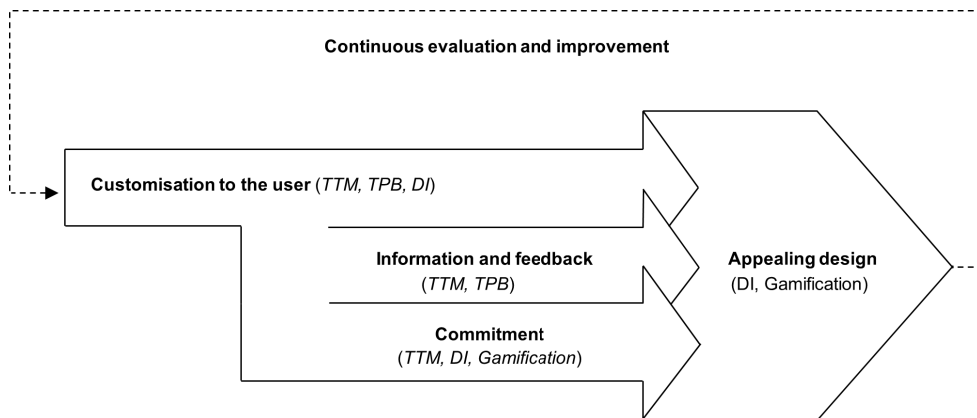 Continuous evaluation and improvement
Customisation to the user (TTM, TPB, DI)
Information and feedback
(TTM, TPB)
Commitment
(TTM, DI, Gamification)
Appealing design
(DI, Gamification)